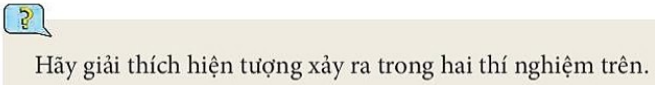 ?
Hãy giải thích hiện tượng xảy ra trong hai thí nghiệm trên.